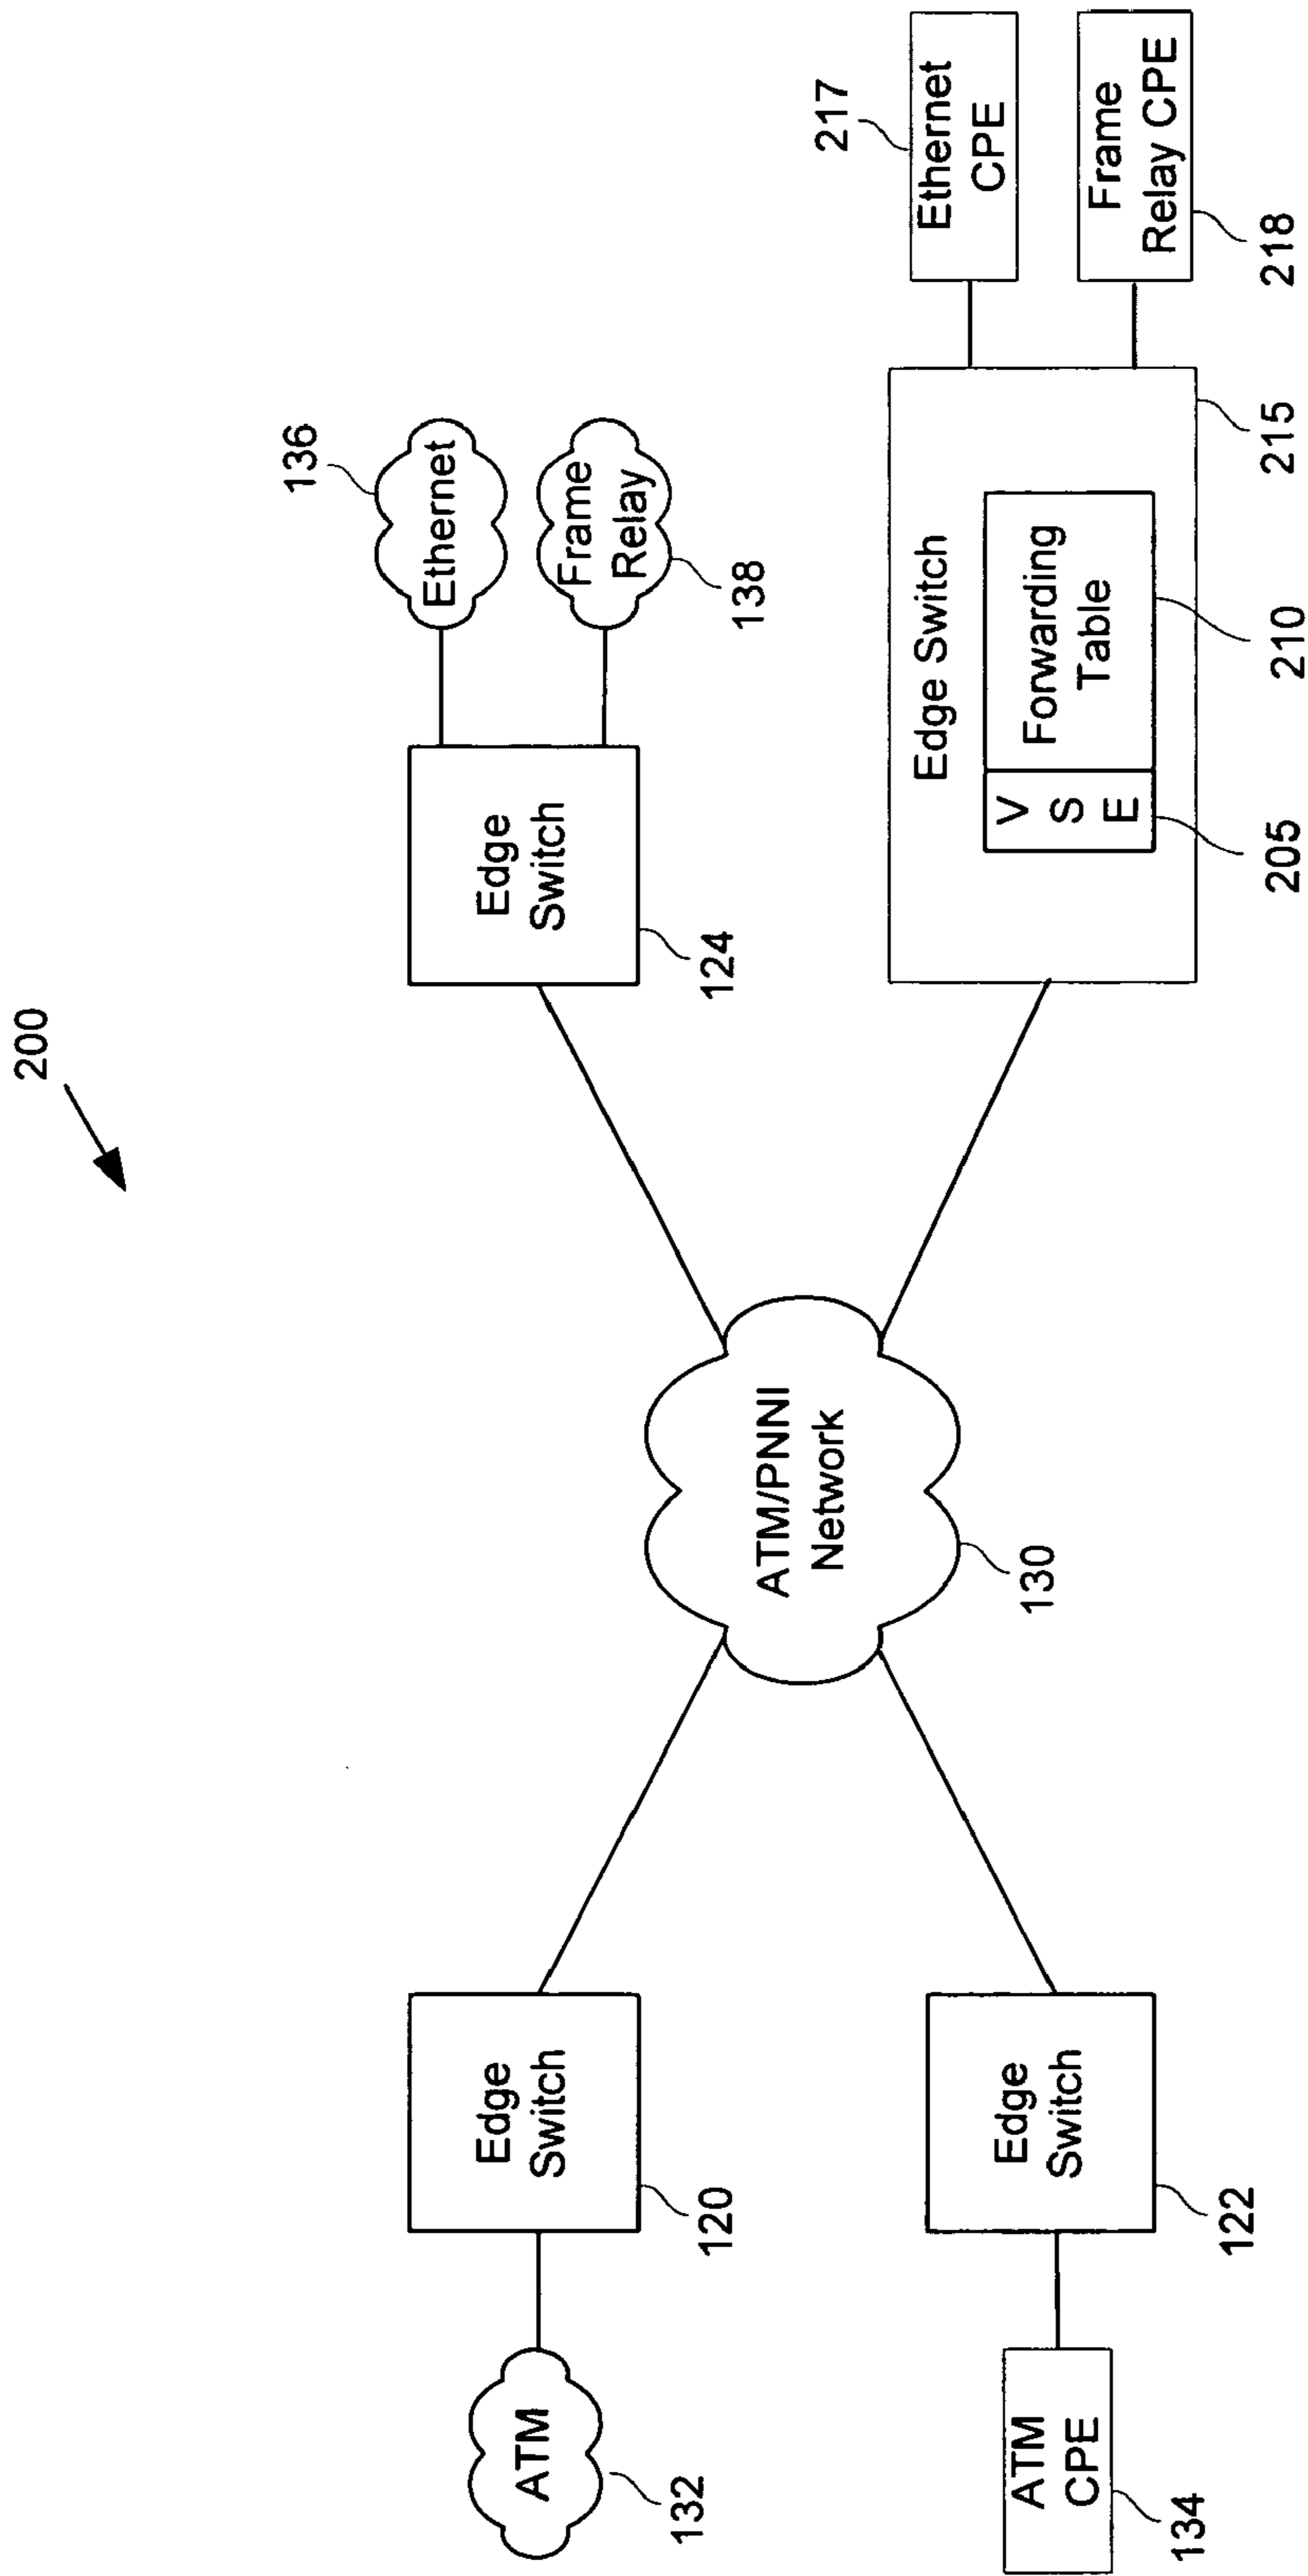 200
136
Ethernet
Frame
Relay
138
Edge
Switch
124
217
Ethernet
CPE
Frame
Relay CPE
218
Edge Switch
215
V
S
E
Forwarding
Table
205
210
ATM/PNNI
Network
130
Edge
Switch
120
ATM
132
Edge
Switch
122
ATM
CPE
134